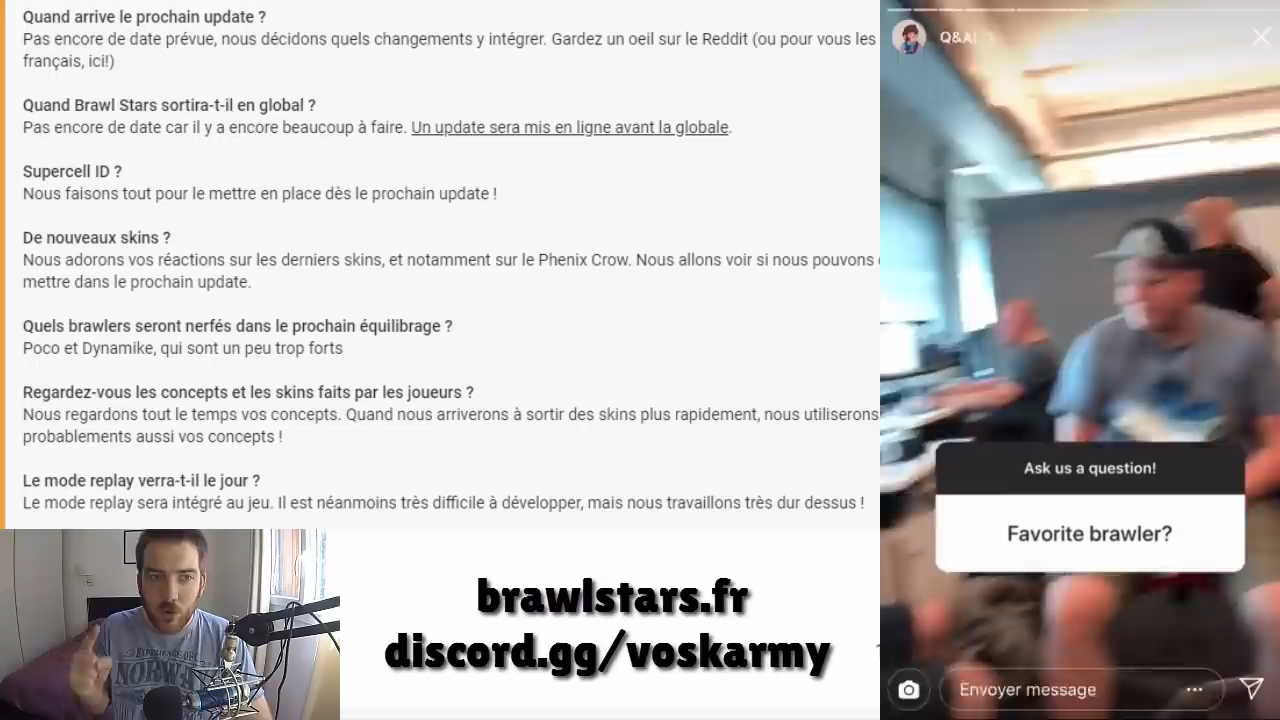 Quand arrive le prochain update ?
Pas encore de date prévue, nous décidons quels changements y intégrer. Gardez un oeil sur le Reddit (ou pour vous les
français, ici!)
Quand Brawl Stars sortira-t-il en global ?
Pas encore de date car il y a encore beaucoup à faire. Un update sera mis en ligne avant la globale.
Supercell ID ?
Nous faisons tout pour le mettre en place dès le prochain update !
De nouveaux skins ?
Nous adorons vos réactions sur les derniers skins, et notamment sur le Phenix Crow. Nous allons voir si nous pouvons
mettre dans le prochain update.
Quels brawlers seront nerfés dans le prochain équilibrage ?
Poco et Dynamike, qui sont un peu trop forts
Regardez-vous les concepts et les skins faits par les joueurs ?
Nous regardons tout le temps vos concepts. Quand nous arriverons à sortir des skins plus rapidement, nous utiliserons
probablements aussi vos concepts !
Le mode replay verra-t-il le jour ?
Le mode replay sera intégré au jeu. Il est néanmoins très difficile à développer, mais nous travaillons très dur dessus !
brawlstars.fr
discord.gg/voskarmy
Q&A!
Ask us a question!
Favorite brawler?
Envoyer message